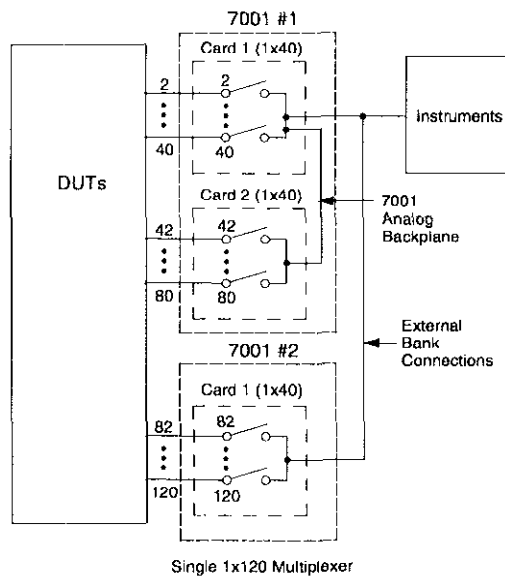 7001 #1
Card 1 (1x40)
2
2
40
40
Instruments
DUTs
Card 2 (1x40)
7001
Analog
Backplane
42
42
80
80
External
Bank
Connections
7001 #2
Card 1 (1x40)
82
82
120
120
Single 1x120 Multiplexer